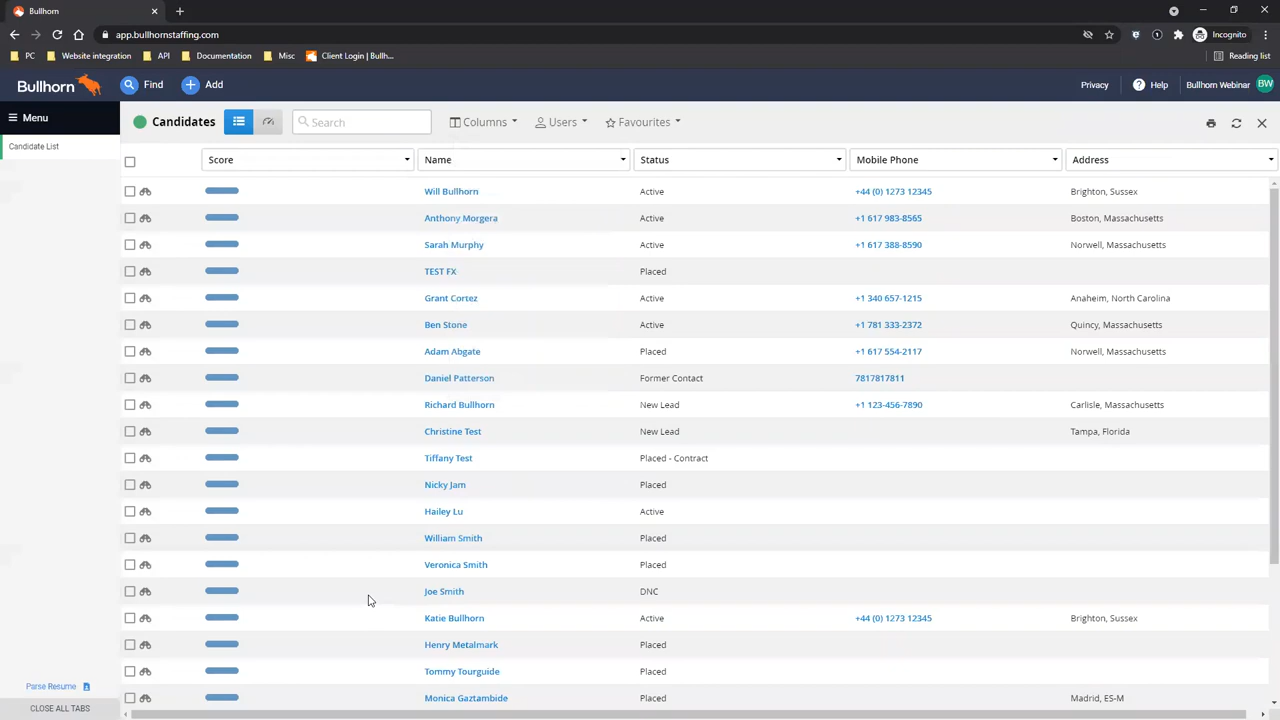 Bullhorn
app.bullhornstaffing.com
Incognito
PC Website integration API Documentation Misc Client Login | Bullh... Reading list
Bullhorn Find Add Privacy Help Bullhorn Webinar BW
Menu Candidates Search Columns Users Favourites
Candidate List
Score Name Status Mobile Phone Address
Will Bullhorn Active +44 (0) 1273 12345 Brighton, Sussex
Anthony Morgera Active +1 617 983-8565 Boston, Massachusetts
Sarah Murphy Active +1 617 388-8590 Norwell, Massachusetts
TEST FX Placed
Grant Cortez Active +1 340 657-1215 Anaheim, North Carolina
Ben Stone Active +1 781 333-2372 Quincy, Massachusetts
Adam Abgate Placed +1 617 554-2117 Norwell, Massachusetts
Daniel Patterson Former Contact 7817817811
Richard Bullhorn New Lead +1 123-456-7890 Carlisle, Massachusetts
Christine Test New Lead Tampa, Florida
Tiffany Test Placed - Contract
Nicky Jam Placed
Hailey Lu Active
William Smith Placed
Veronica Smith Placed
Joe Smith DNC
Katie Bullhorn Active +44 (0) 1273 12345 Brighton, Sussex
Henry Metalmark Placed
Tommy Tourguide Placed
Monica Gaztambide Placed Madrid, ES-M
Parse Resume
CLOSE ALL TABS